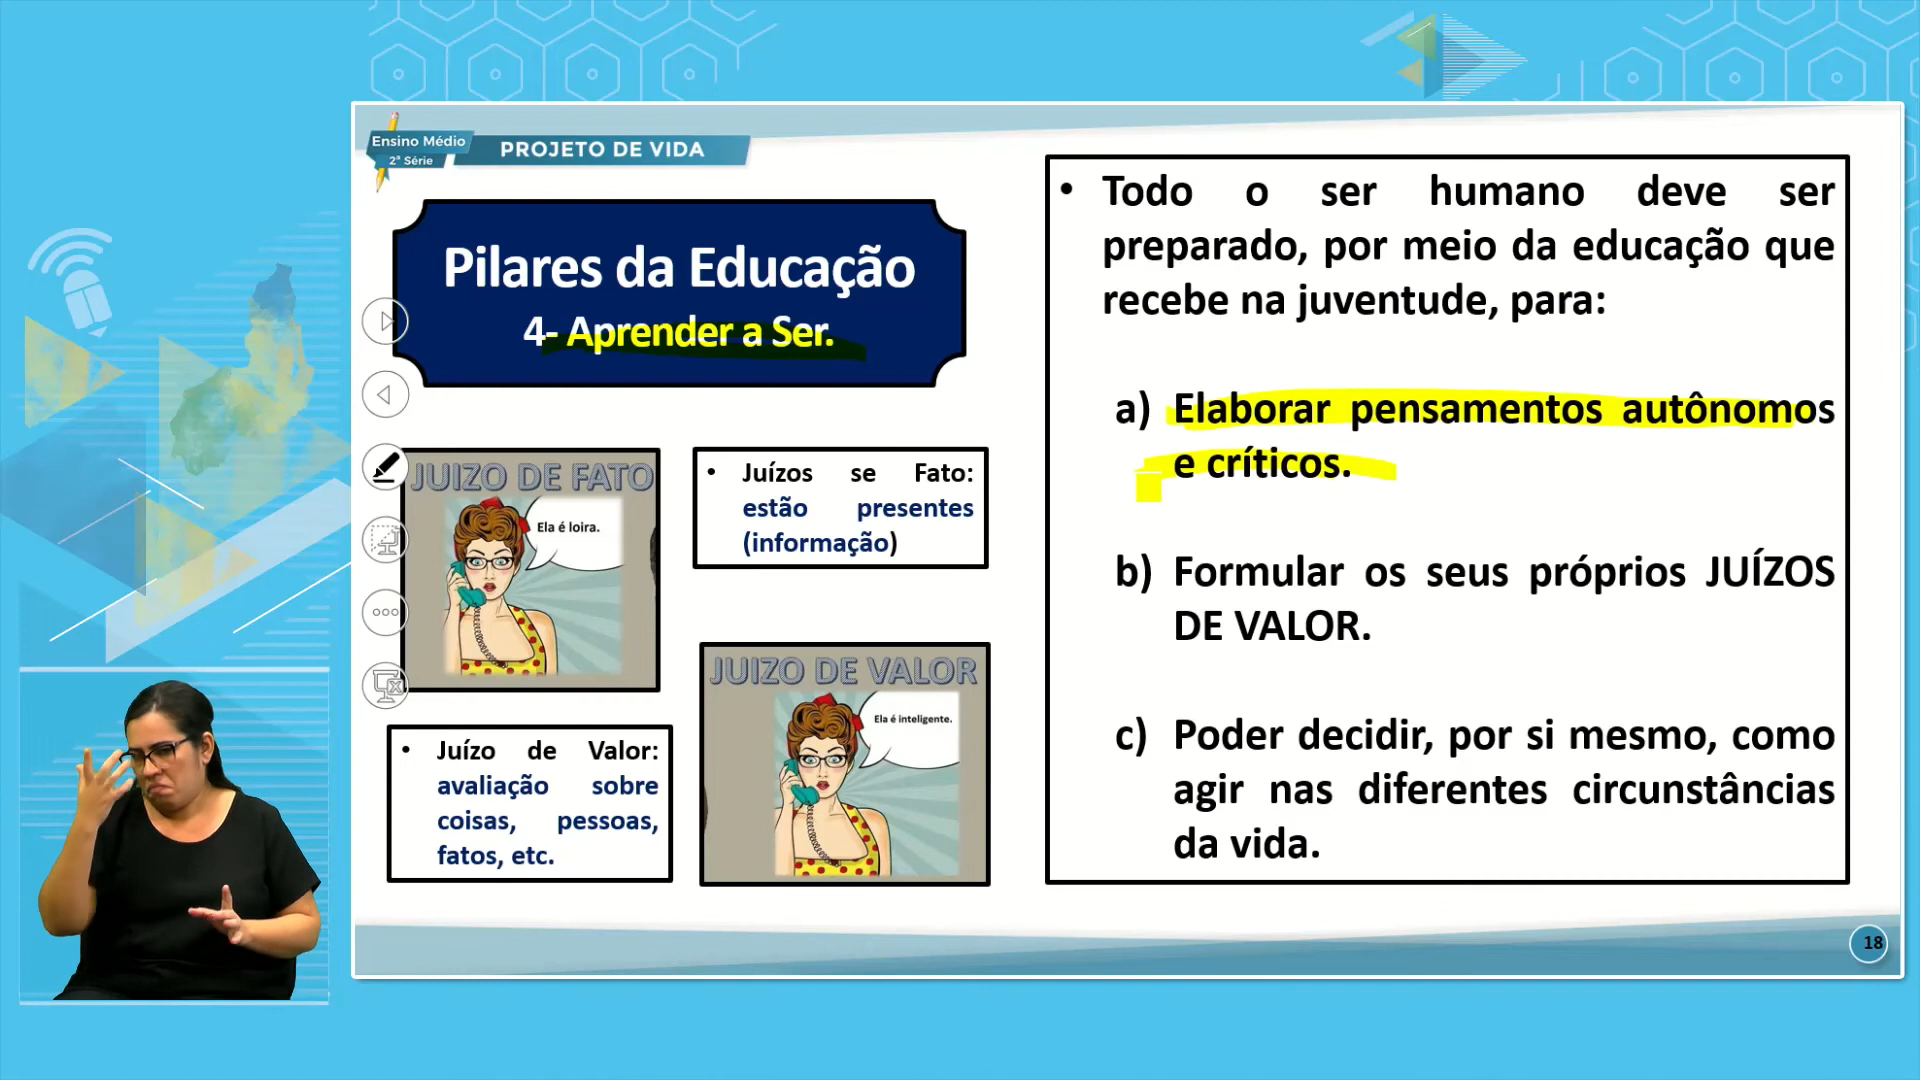 Ensino Médio
2ª Série
PROJETO DE VIDA
Pilares da Educação
4- Aprender a Ser.
JUIZO DE FATO
Ela é loira.
• Juízos se Fato:
estão presentes
(informação)
• Juízo de Valor:
avaliação sobre
coisas, pessoas,
fatos, etc.
JUIZO DE VALOR
Ela é inteligente.
• Todo o ser humano deve ser
preparado, por meio da educação que
recebe na juventude, para:
a) Elaborar pensamentos autônomos
e críticos.
b) Formular os seus próprios JUÍZOS
DE VALOR.
c) Poder decidir, por si mesmo, como
agir nas diferentes circunstâncias
da vida.
18